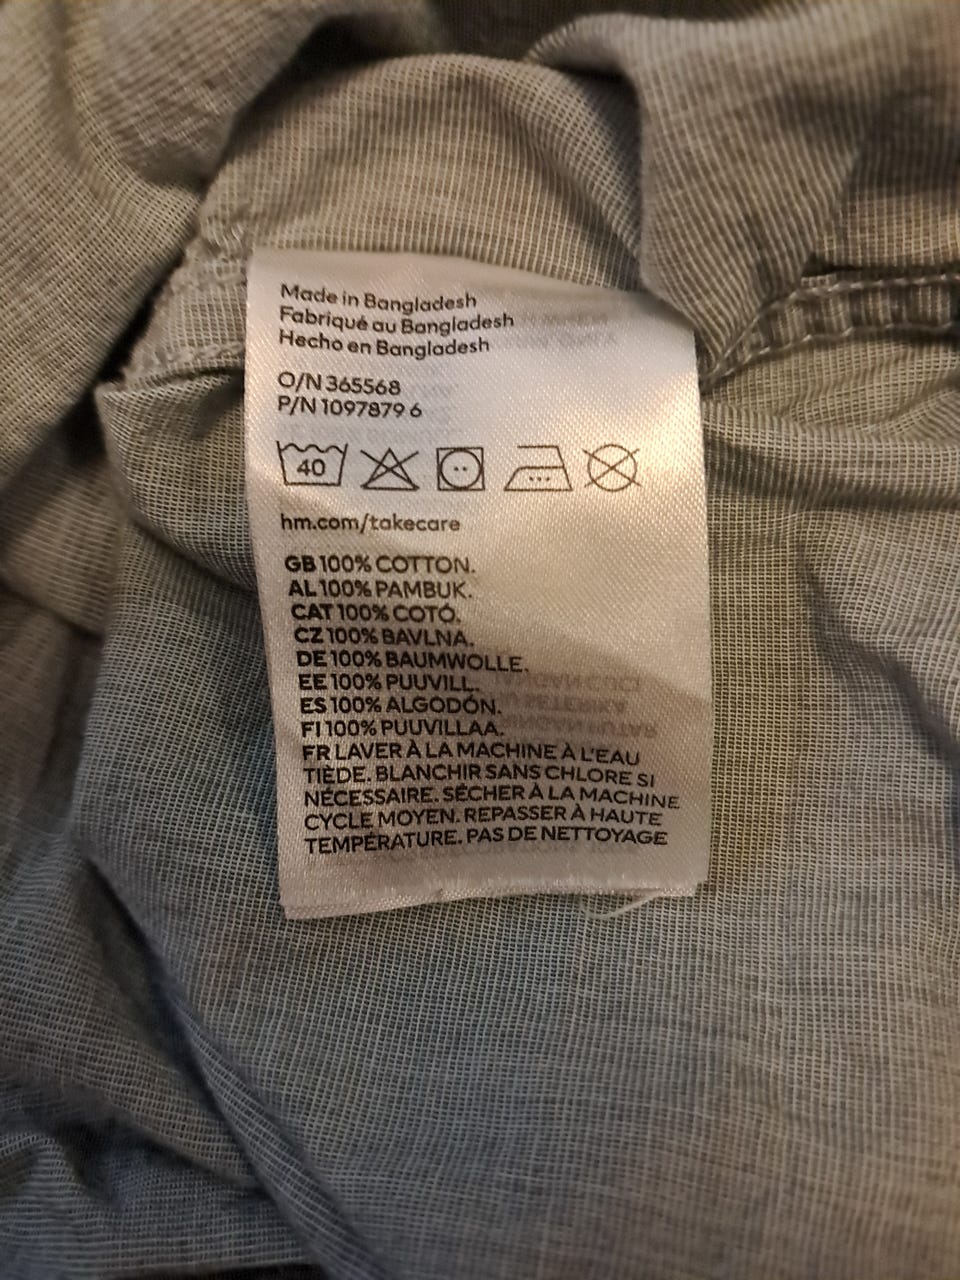 Made in Bangladesh
Fabriqué au Bangladesh
Hecho en Bangladesh
O/N 365568
P/N 1097879 6
40
hm.com/takecare
GB 100% COTTON.
AL 100% PAMBUK.
CAT 100% COTÓ.
CZ 100% BAVLNA.
DE 100% BAUMWOLLE.
EE 100% PUUVILL.
ES 100% ALGODÓN.
FI 100% PUUVILLAA.
FR LAVER À LA MACHINE À L'EAU
TIÈDE. BLANCHIR SANS CHLORE SI
NÉCESSAIRE. SÉCHER À LA MACHINE
CYCLE MOYEN. REPASSER À HAUTE
TEMPÉRATURE. PAS DE NETTOYAGE